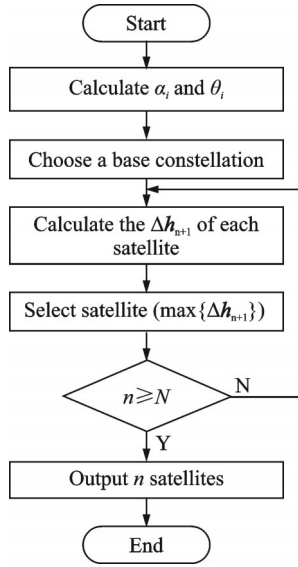 Start
Calculate αᵢ and θᵢ
Choose a base constellation
Calculate the Δhₙ₊₁ of each
satellite
Select satellite (max{Δhₙ₊₁})
n⩾N
N
Y
Output n satellites
End